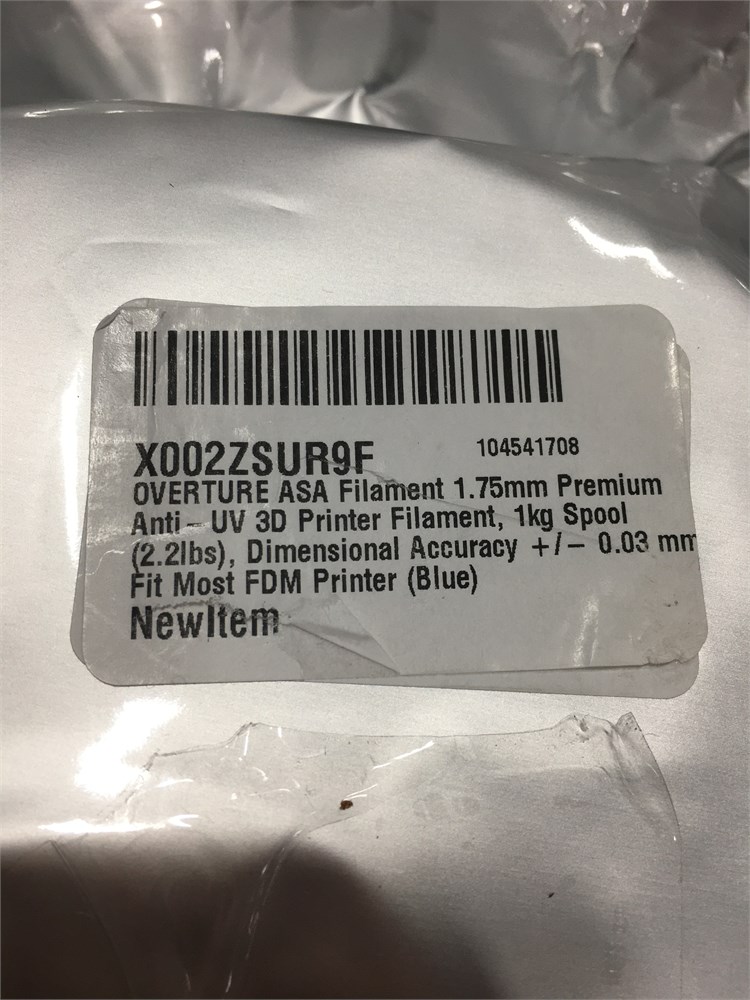 X002ZSUR9F 104541708
OVERTURE ASA Filament 1.75mm Premium
Anti- UV 3D Printer Filament, 1kg Spool
(2.2lbs), Dimensional Accuracy +/- 0.03 mm
Fit Most FDM Printer (Blue)
NewItem